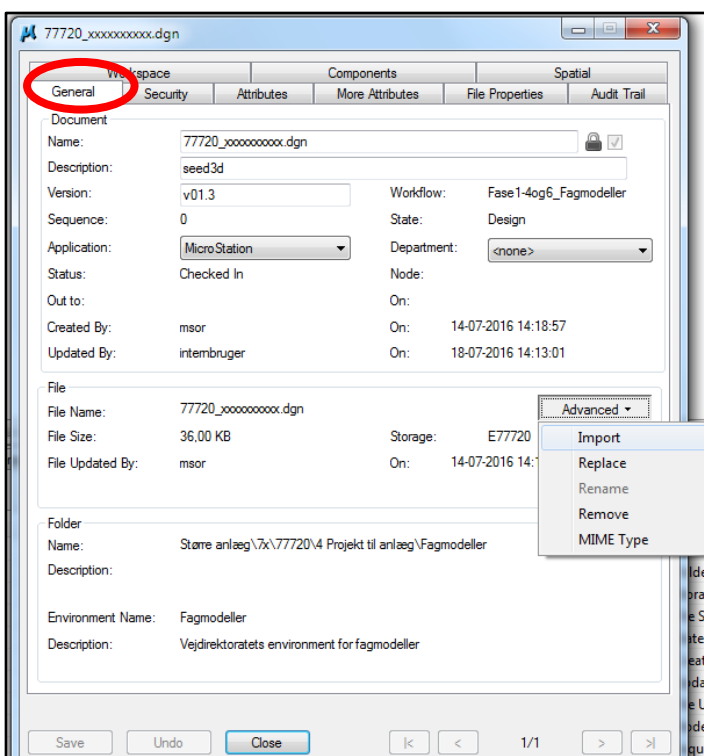 77720_xxxxxxxxxx.dgn
Workspace Components Spatial
General Security Attributes More Attributes File Properties Audit Trail
Document
Name: 77720_xxxxxxxxxx.dgn
Description: seed3d
Version: v01.3 Workflow: Fase1-4og6_Fagmodeller
Sequence: 0 State: Design
Application: MicroStation Department: <none>
Status: Checked In Node:
Out to: On:
Created By: msor On: 14-07-2016 14:18:57
Updated By: internbruger On: 18-07-2016 14:13:01
File
File Name: 77720_xxxxxxxxxx.dgn Advanced
File Size: 36,00 KB Storage: E77720 Import
File Updated By: msor On: 14-07-2016 Replace
Rename
Remove
MIME Type
Folder
Name: Større anlæg\7x\77720\4 Projekt til anlæg\Fagmodeller
Description:
Environment Name: Fagmodeller
Description: Vejdirektoratets environment for fagmodeller
Save Undo Close |< < 1/1 > >|